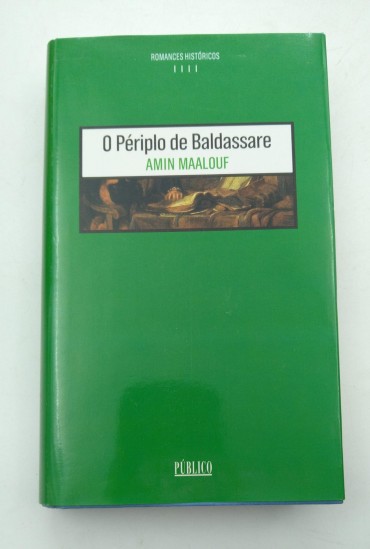 ROMANCES HISTÓRICOS
O Périplo de Baldassare
AMIN MAALOUF
PÚBLICO